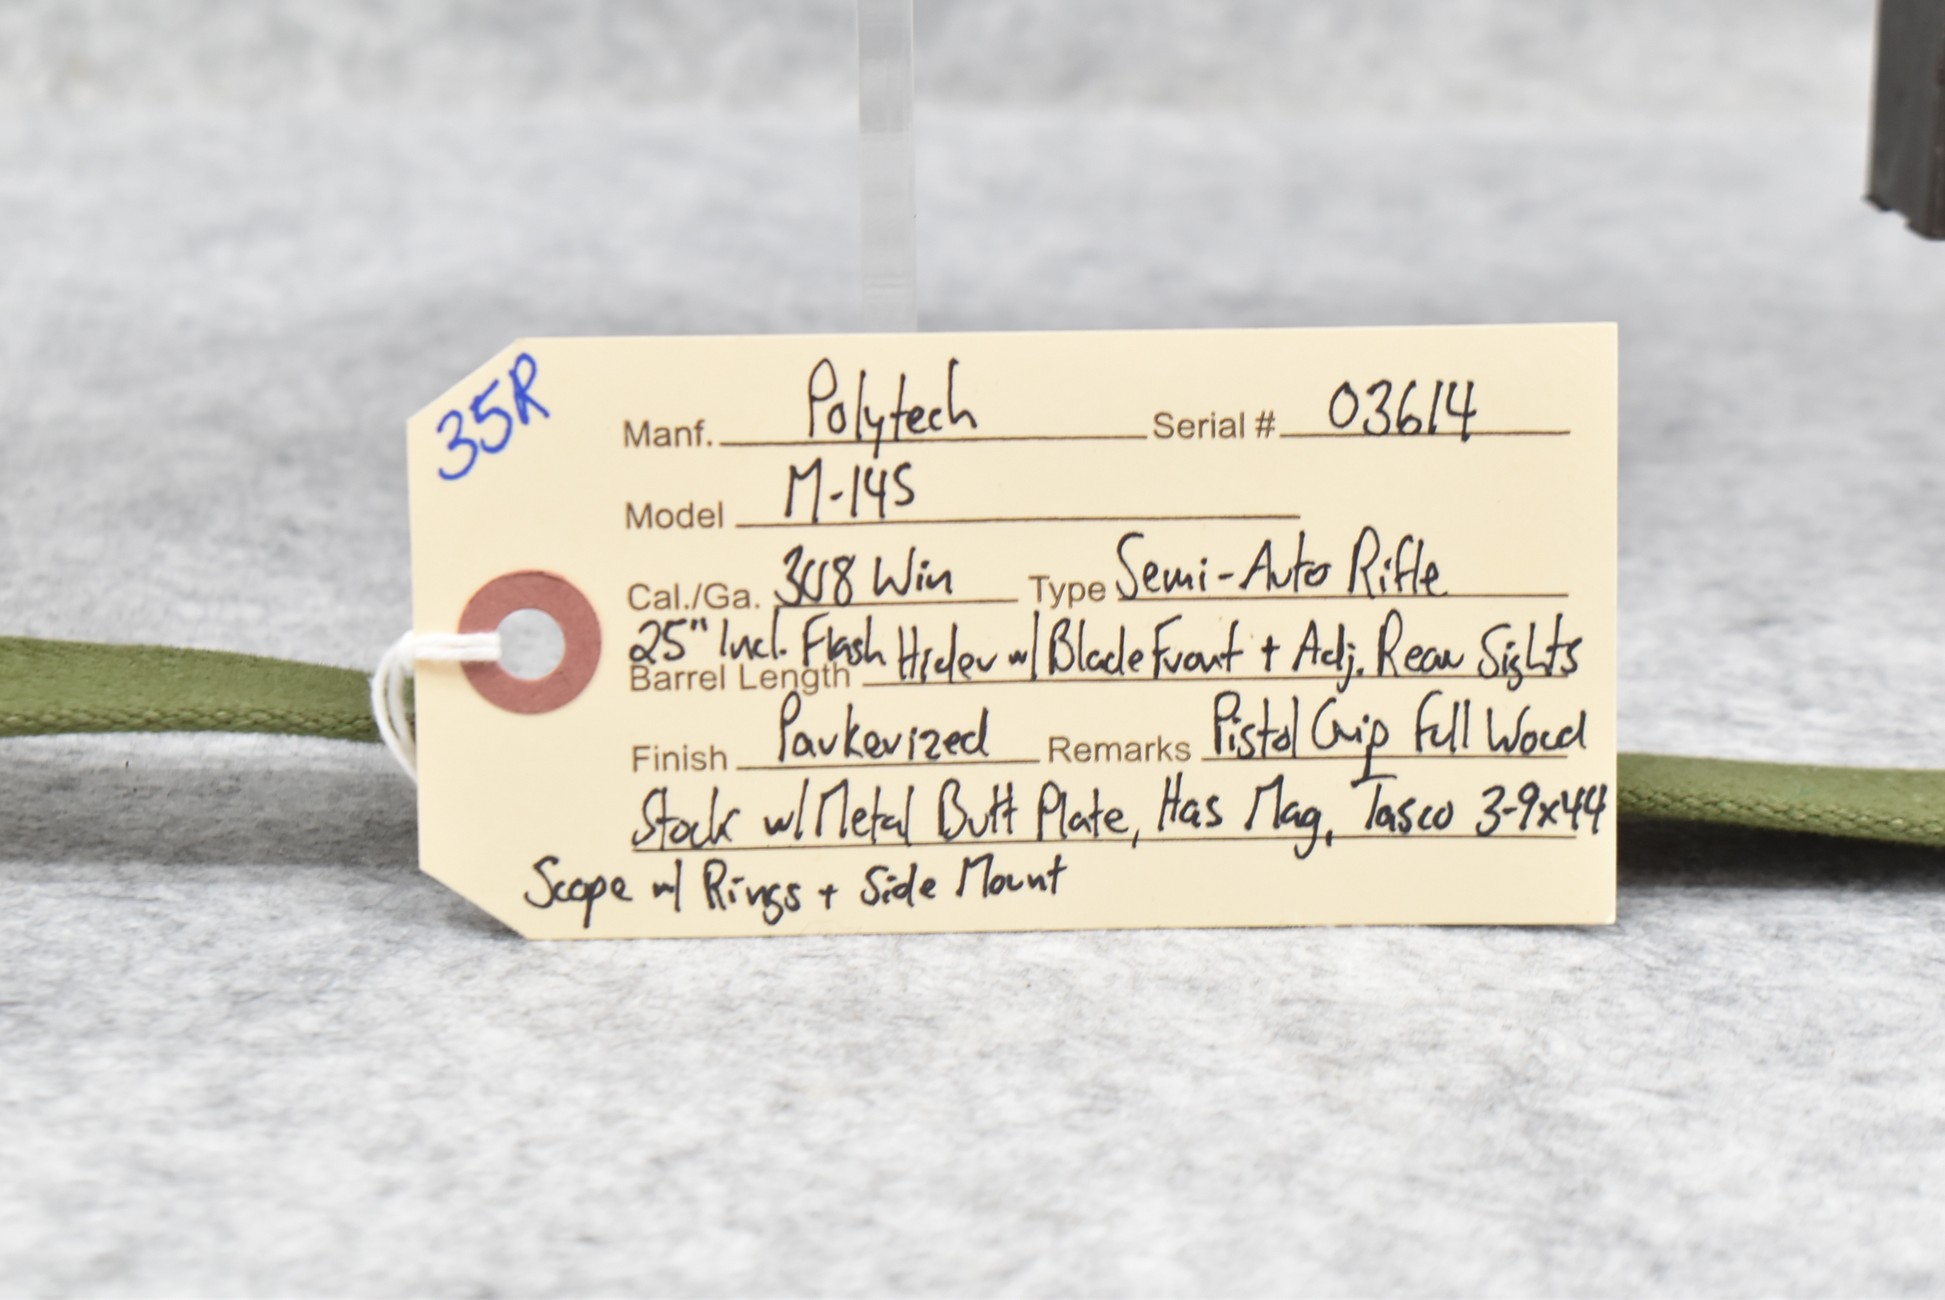 35R
Manf. Polytech Serial # 03614
Model M-14S
Cal./Ga. 308 Win Type Semi-Auto Rifle
25" Incl. Flash Hider w/ Blade Front + Adj. Rear Sights
Barrel Length
Finish Parkerized Remarks Pistol Grip Full Wood
Stock w/ Metal Butt Plate, Has Mag, Tasco 3-9x44
Scope w/ Rings + Side Mount